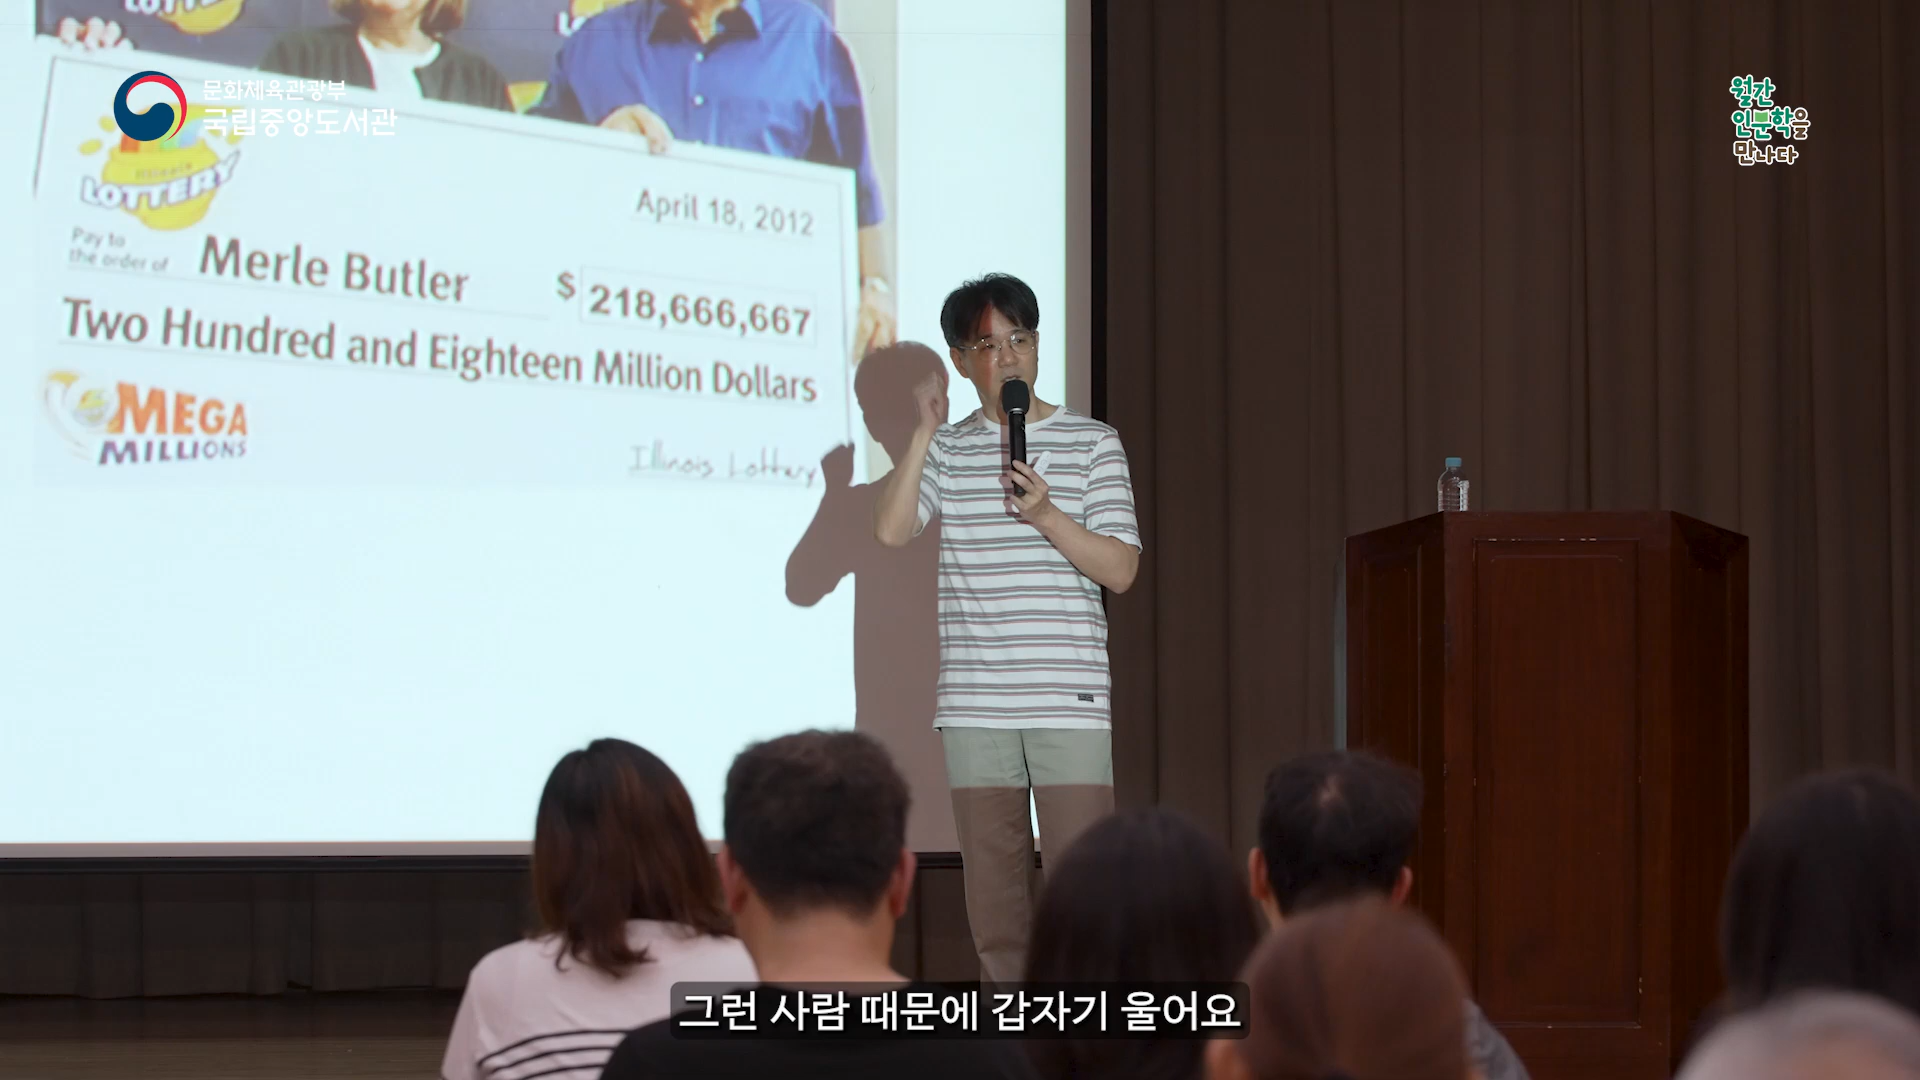 LOTTERY
문화체육관광부
국립중앙도서관
월간
인문학을
만나다
Illinois
LOTTERY
April 18, 2012
Pay to
the order of
Merle Butler
$ 218,666,667
Two Hundred and Eighteen Million Dollars
MEGA
MILLIONS
Illinois Lottery
그런 사람 때문에 갑자기 울어요